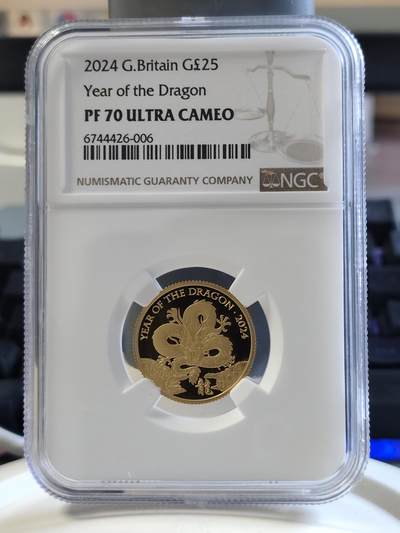 2024 G.Britain G£25
Year of the Dragon
PF 70 ULTRA CAMEO
6744426-006
NUMISMATIC GUARANTY COMPANY
NGC
YEAR OF THE DRAGON · 2024